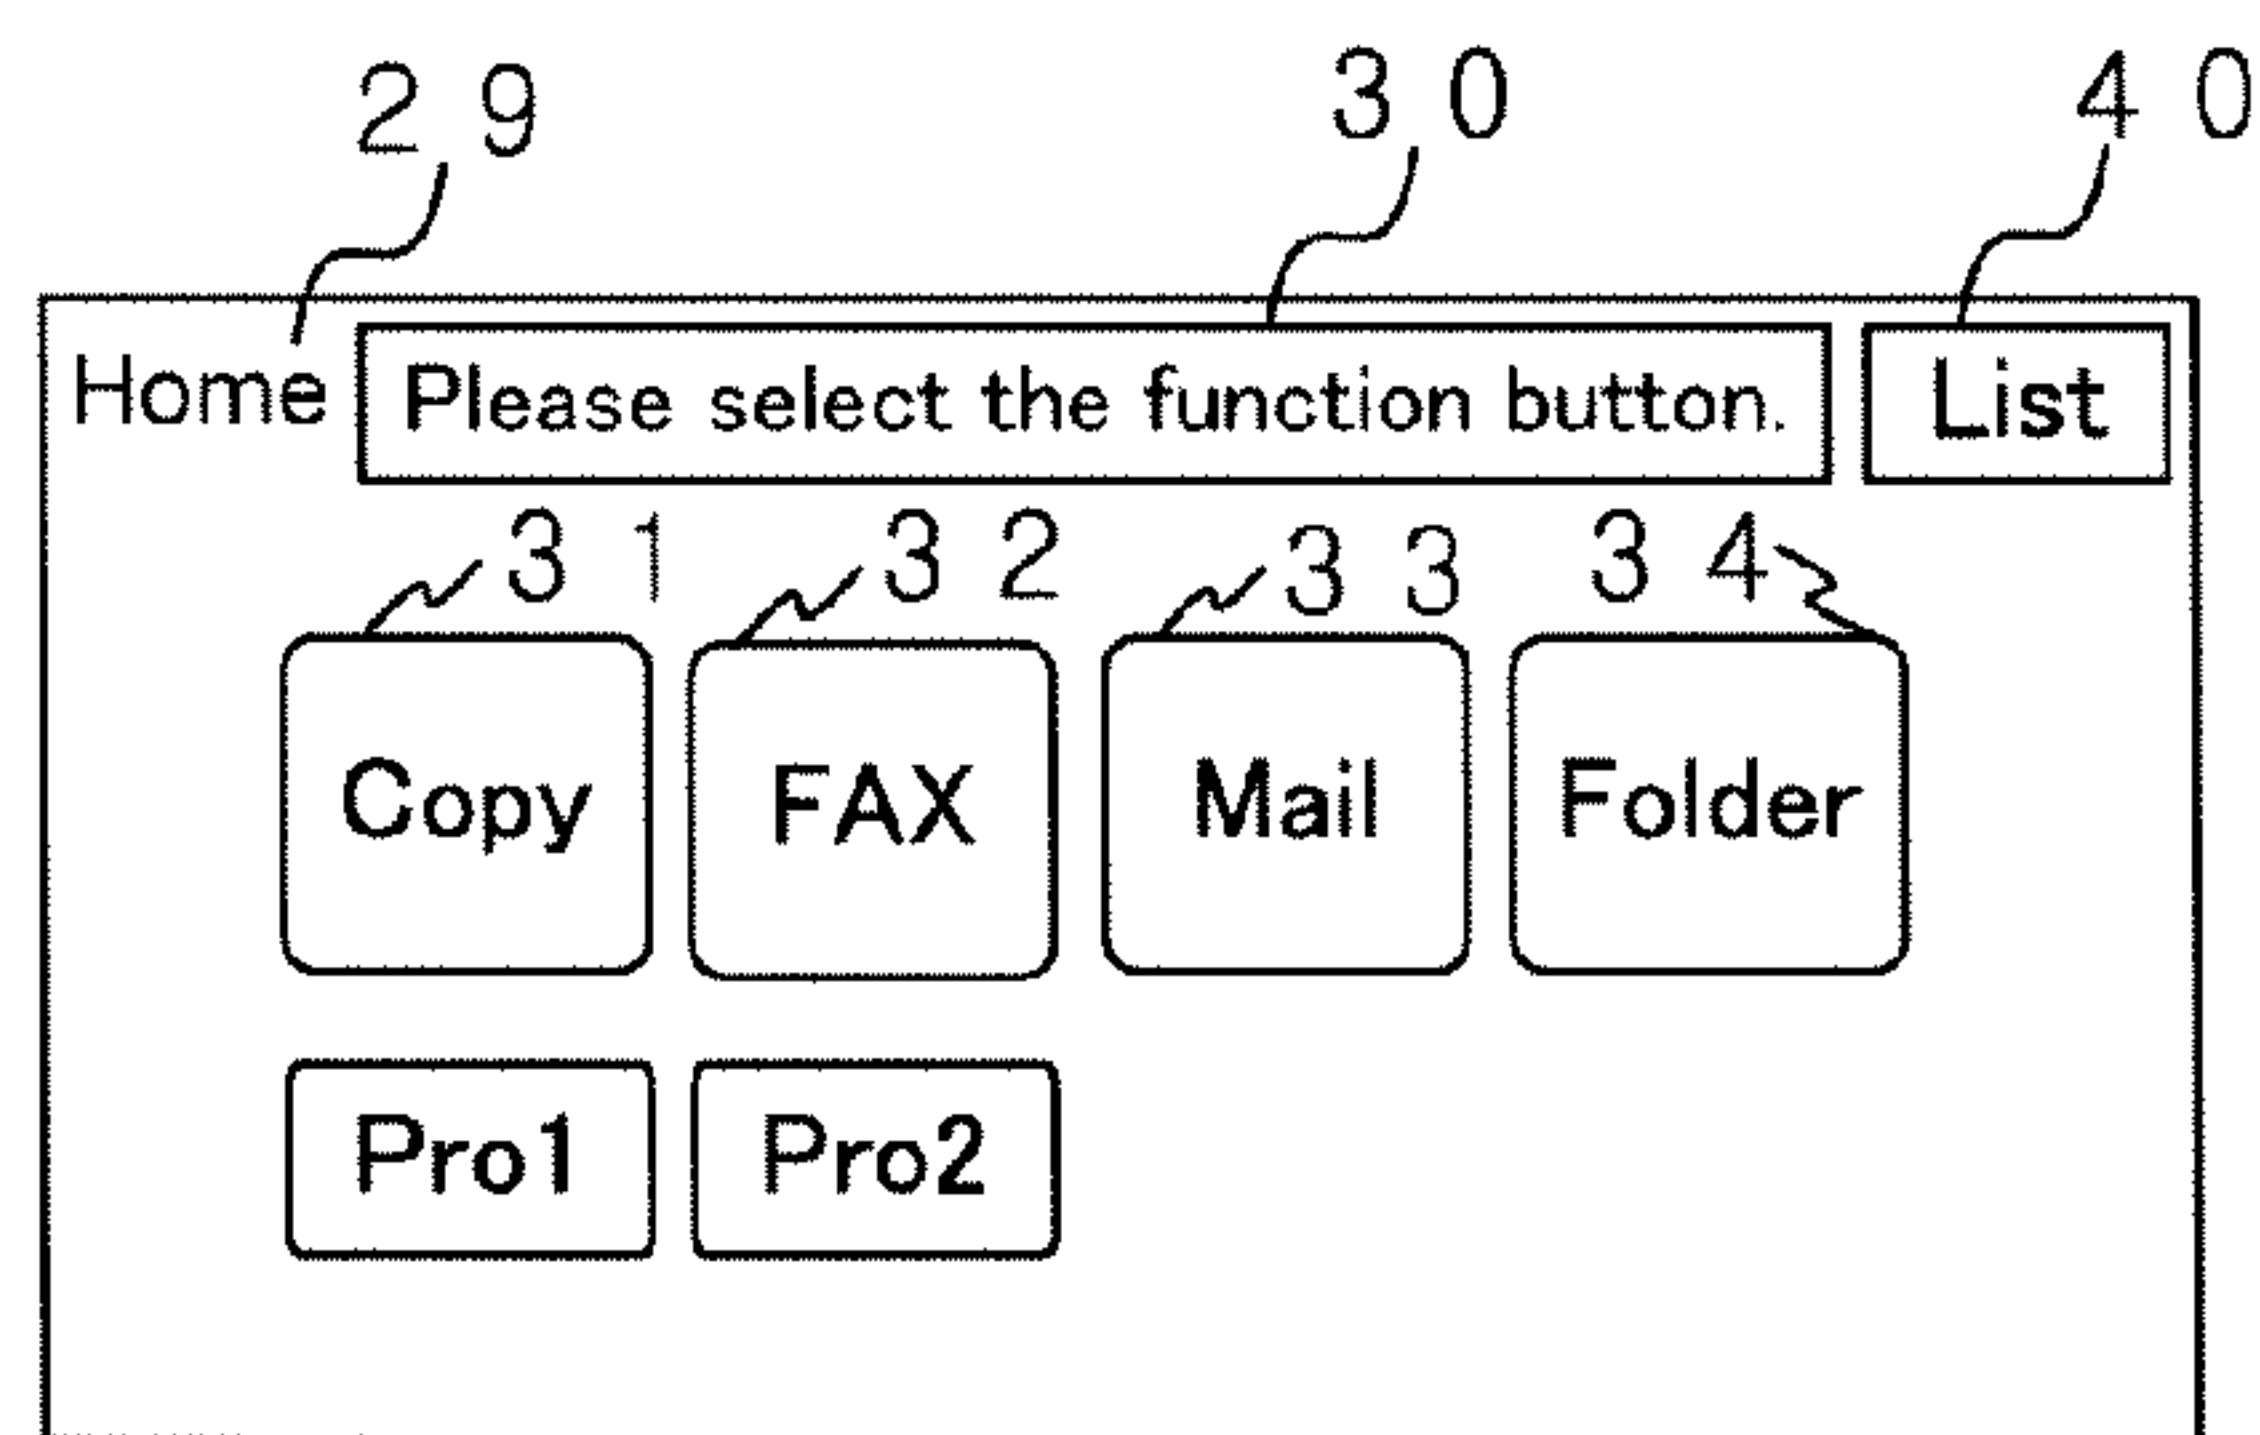 29 30 40
Home Please select the function button. List
31 32 33 34
Copy FAX Mail Folder
Pro1 Pro2